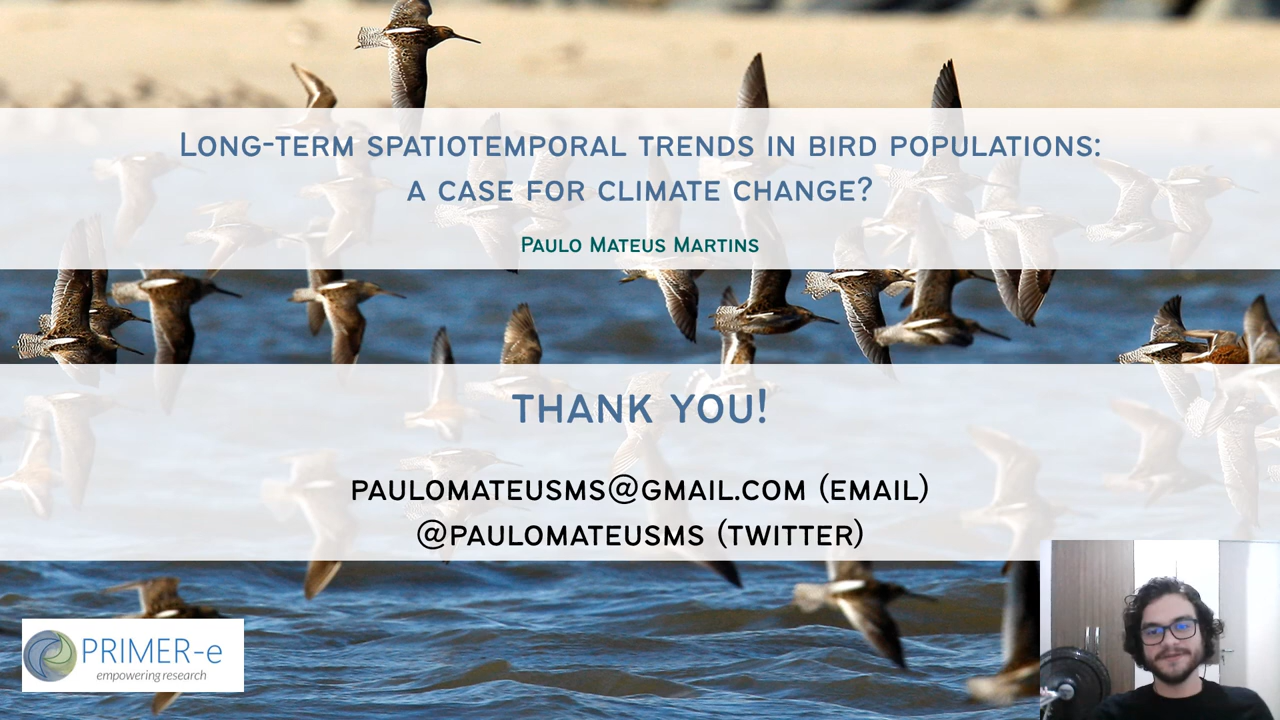 Long-term spatiotemporal trends in bird populations:
a case for climate change?
Paulo Mateus Martins
THANK YOU!
PAULOMATEUSMS@GMAIL.COM (EMAIL)
@PAULOMATEUSMS (TWITTER)
PRIMER-e
empowering research